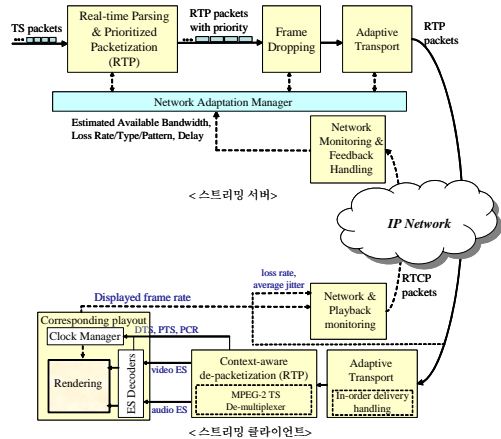 TS packets
Real-time Parsing
& Prioritized
Packetization
(RTP)
RTP packets
with priority
Frame
Dropping
Adaptive
Transport
RTP
packets
Network Adaptation Manager
Estimated Available Bandwidth,
Loss Rate/Type/Pattern, Delay
Network
Monitoring &
Feedback
Handling
< 스트리밍 서버>
IP Network
loss rate,
average jitter
RTCP
packets
Displayed frame rate
Network &
Playback
monitoring
Corresponding playout
Clock Manager
DTS, PTS, PCR
Rendering
ES Decoders
video ES
audio ES
Context-aware
de-packetization (RTP)
MPEG-2 TS
De-multiplexer
Adaptive
Transport
In-order delivery
handling
< 스트리밍 클라이언트>